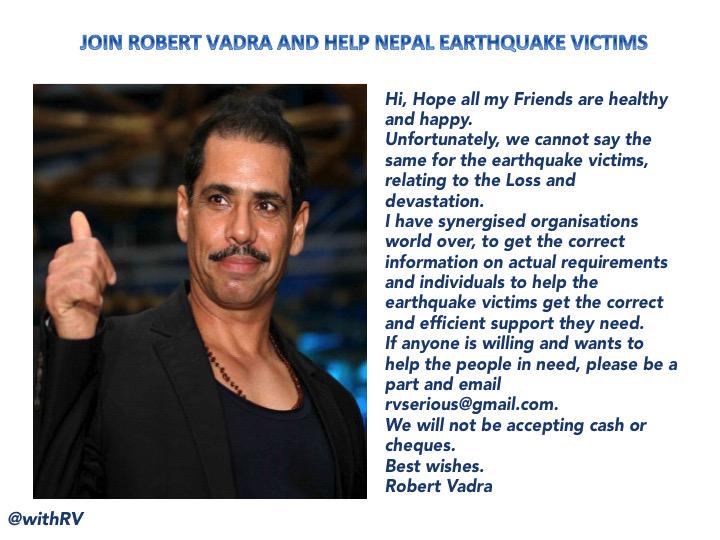 JOIN ROBERT VADRA AND HELP NEPAL EARTHQUAKE VICTIMS
Hi, Hope all my Friends are healthy
and happy.
Unfortunately, we cannot say the
same for the earthquake victims,
relating to the Loss and
devastation.
I have synergised organisations
world over, to get the correct
information on actual requirements
and individuals to help the
earthquake victims get the correct
and efficient support they need.
If anyone is willing and wants to
help the people in need, please be a
part and email
rvserious@gmail.com.
We will not be accepting cash or
cheques.
Best wishes.
Robert Vadra
@withRV